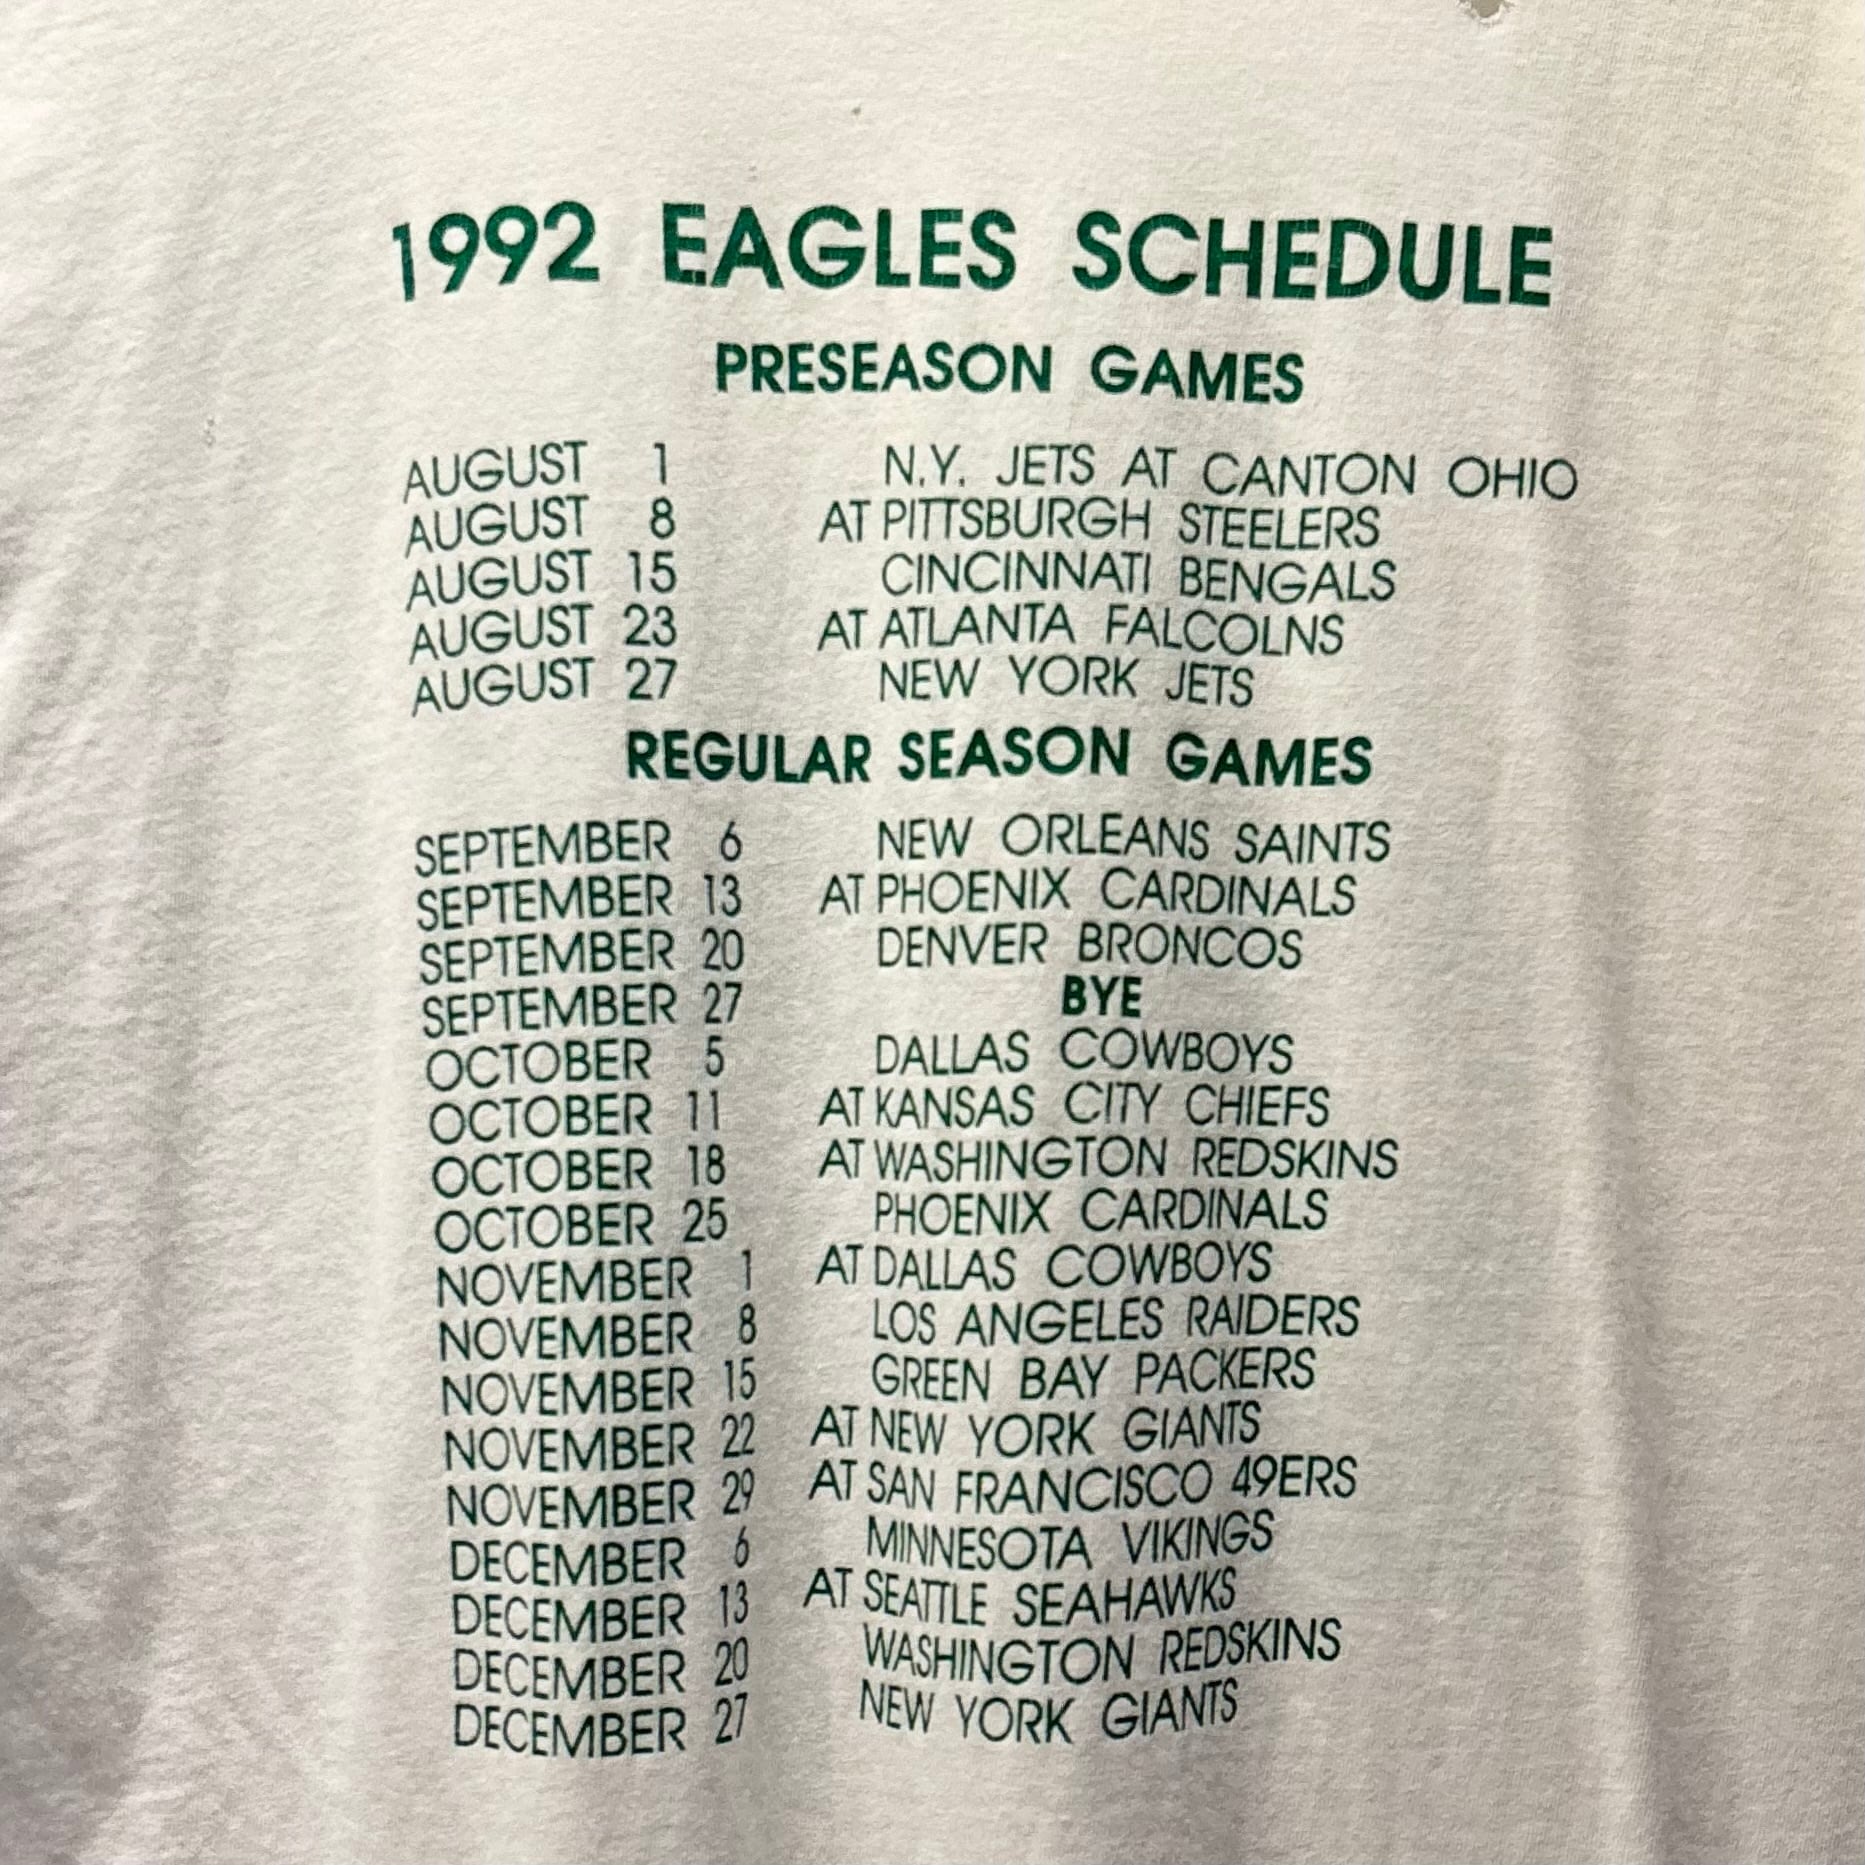 1992 EAGLES SCHEDULE
PRESEASON GAMES
AUGUST 1 N.Y. JETS AT CANTON OHIO
AUGUST 8 AT PITTSBURGH STEELERS
AUGUST 15 CINCINNATI BENGALS
AUGUST 23 AT ATLANTA FALCOLNS
AUGUST 27 NEW YORK JETS
REGULAR SEASON GAMES
SEPTEMBER 6 NEW ORLEANS SAINTS
SEPTEMBER 13 AT PHOENIX CARDINALS
SEPTEMBER 20 DENVER BRONCOS
SEPTEMBER 27 BYE
OCTOBER 5 DALLAS COWBOYS
OCTOBER 11 AT KANSAS CITY CHIEFS
OCTOBER 18 AT WASHINGTON REDSKINS
OCTOBER 25 PHOENIX CARDINALS
NOVEMBER 1 AT DALLAS COWBOYS
NOVEMBER 8 LOS ANGELES RAIDERS
NOVEMBER 15 GREEN BAY PACKERS
NOVEMBER 22 AT NEW YORK GIANTS
NOVEMBER 29 AT SAN FRANCISCO 49ERS
DECEMBER 6 MINNESOTA VIKINGS
DECEMBER 13 AT SEATTLE SEAHAWKS
DECEMBER 20 WASHINGTON REDSKINS
DECEMBER 27 NEW YORK GIANTS